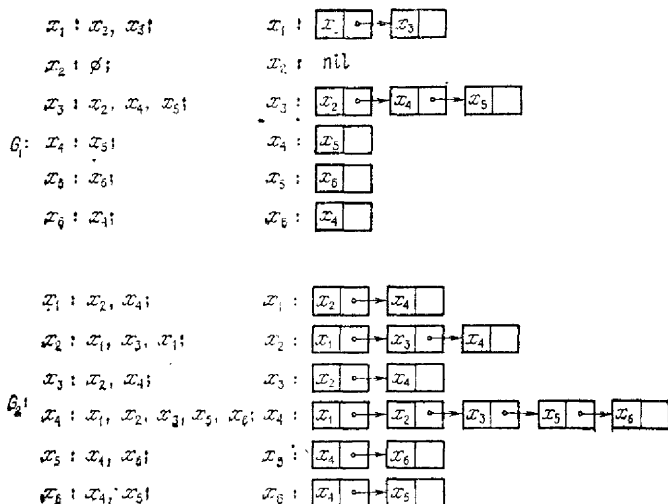 x₁ : x₂, x₃; x₁ : x₃
x₂ : ø; x₂ : nil
x₃ : x₂, x₄, x₅; x₃ : x₂ x₄ x₅
G₁: x₄ : x₅; x₄ : x₅
x₅ : x₆; x₅ : x₆
x₆ : x₄; x₆ : x₄
x₁ : x₂, x₄; x₁ : x₂ x₄
x₂ : x₁, x₃, x₁; x₂ : x₁ x₃ x₄
x₃ : x₂, x₄; x₃ : x₂ x₄
G₂: x₄ : x₁, x₂, x₃, x₅, x₆; x₄ : x₁ x₂ x₃ x₅ x₆
x₅ : x₄, x₆; x₅ : x₄ x₆
x₆ : x₄, x₅; x₆ : x₄ x₅